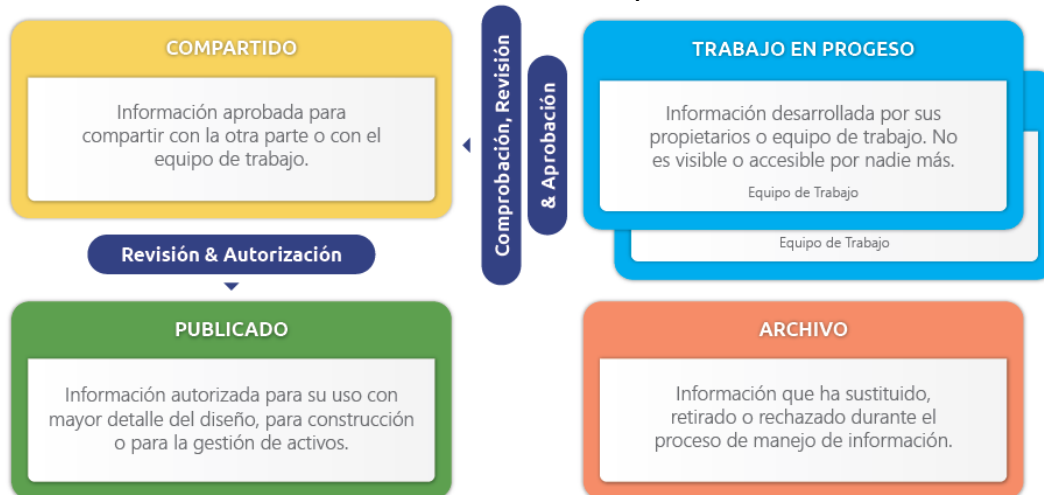 COMPARTIDO
Información aprobada para
compartir con la otra parte o con el
equipo de trabajo.
Comprobación, Revisión
& Aprobación
TRABAJO EN PROGESO
Información desarrollada por sus
propietarios o equipo de trabajo. No
es visible o accesible por nadie más.
Equipo de Trabajo
Equipo de Trabajo
Revisión & Autorización
PUBLICADO
Información autorizada para su uso con
mayor detalle del diseño, para construcción
o para la gestión de activos.
ARCHIVO
Información que ha sustituido,
retirado o rechazado durante el
proceso de manejo de información.